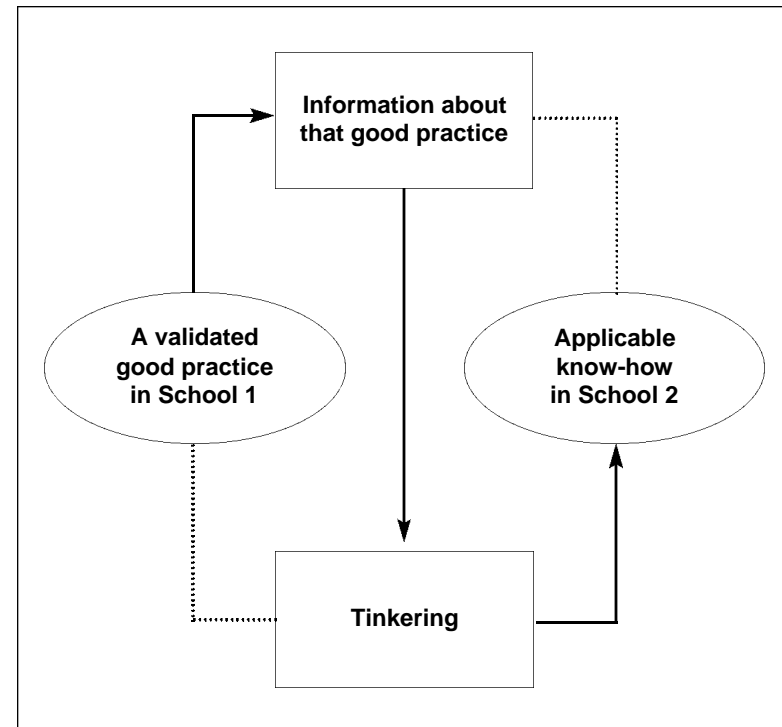 Information about
that good practice
A validated
good practice
in School 1
Applicable
know-how
in School 2
Tinkering